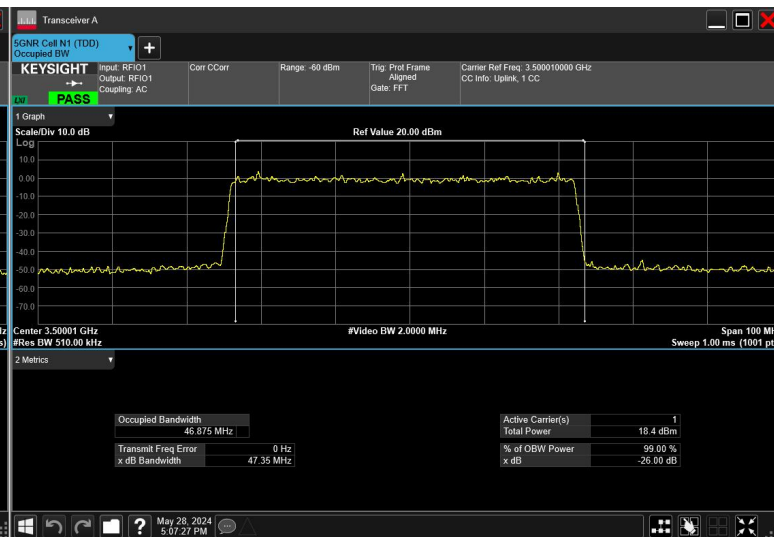 Transceiver A
5GNR Cell N1 (TDD)
Occupied BW
KEYSIGHT
LXI
PASS
Input: RFIO1
Output: RFIO1
Coupling: AC
Corr CCorr
Range: -60 dBm
Trig: Prot Frame
Aligned
Gate: FFT
Carrier Ref Freq: 3.500010000 GHz
CC Info: Uplink, 1 CC
1 Graph
Scale/Div 10.0 dB
Ref Value 20.00 dBm
Log
10.0
0.00
-10.0
-20.0
-30.0
-40.0
-50.0
-60.0
-70.0
Center 3.50001 GHz
#Video BW 2.0000 MHz
Span 100 MH
#Res BW 510.00 kHz
Sweep 1.00 ms (1001 pt
2 Metrics
Occupied Bandwidth
46.875 MHz
Transmit Freq Error 0 Hz
x dB Bandwidth 47.35 MHz
Active Carrier(s) 1
Total Power 18.4 dBm
% of OBW Power 99.00 %
x dB -26.00 dB
May 28, 2024
5:07:27 PM